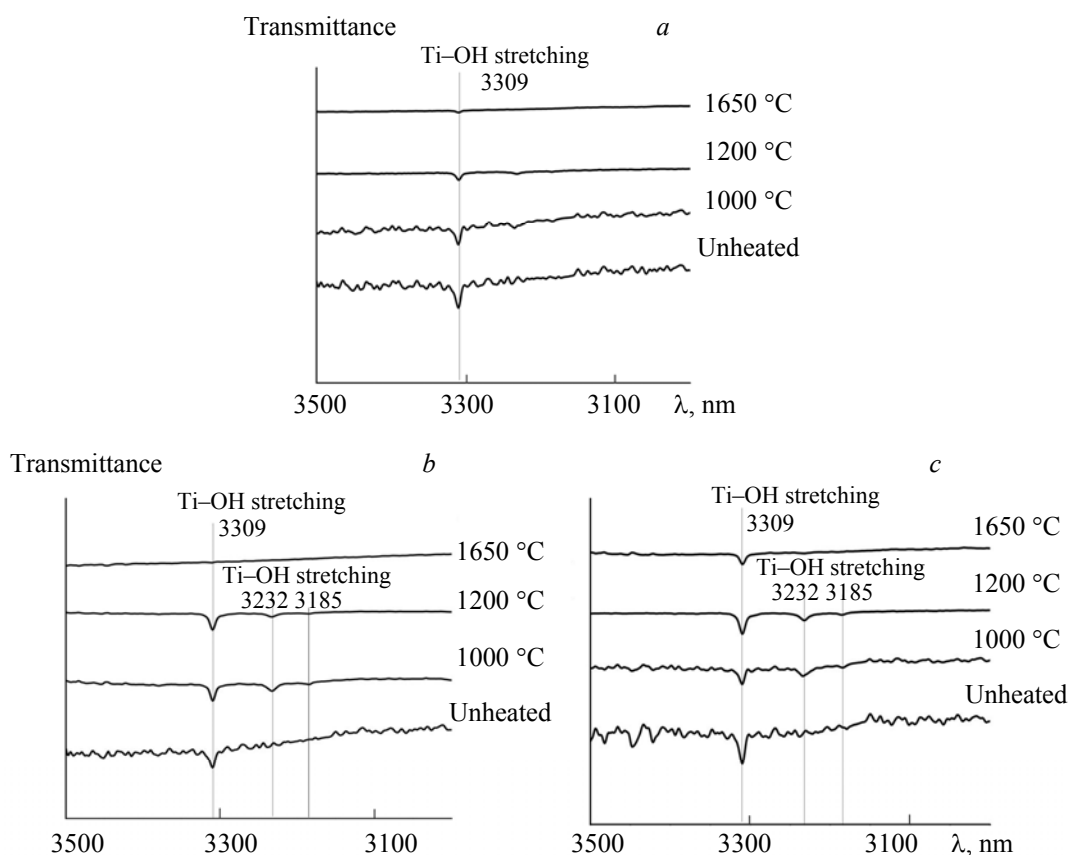 Transmittance a
Ti–OH stretching
3309
1650 °C
1200 °C
1000 °C
Unheated
3500 3300 3100 λ, nm
Transmittance b
Ti–OH stretching
3309
1650 °C
Ti–OH stretching
3232 3185 1200 °C
1000 °C
Unheated
3500 3300 3100
c
Ti–OH stretching
3309
1650 °C
Ti–OH stretching
3232 3185 1200 °C
1000 °C
Unheated
3500 3300 3100 λ, nm